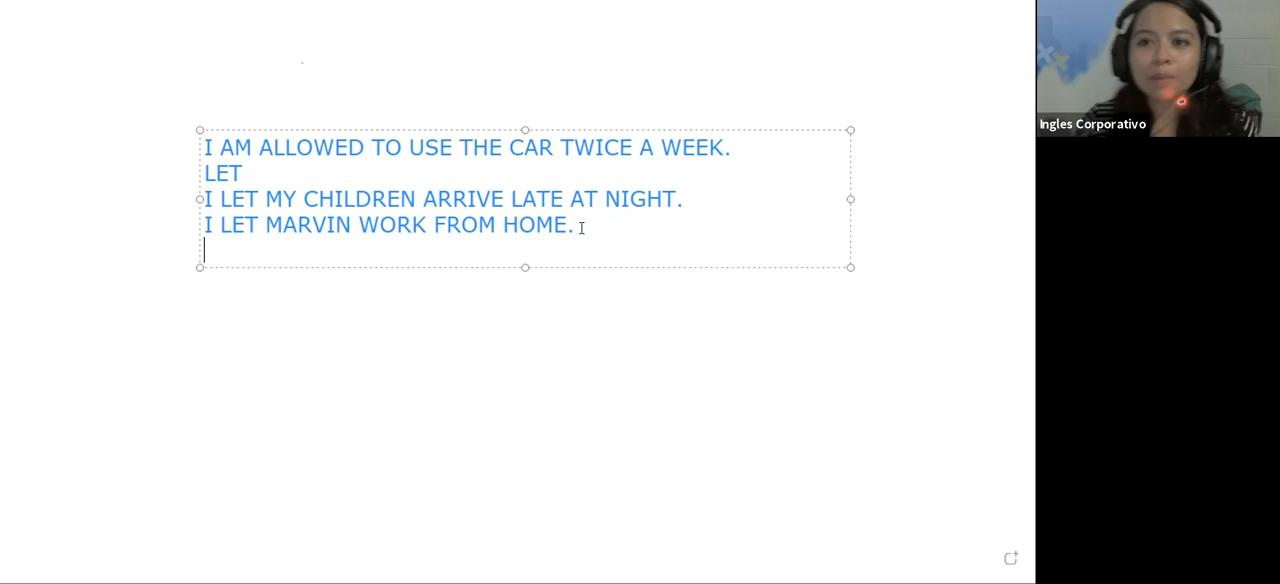 I AM ALLOWED TO USE THE CAR TWICE A WEEK.
LET
I LET MY CHILDREN ARRIVE LATE AT NIGHT.
I LET MARVIN WORK FROM HOME.
Ingles Corporativo